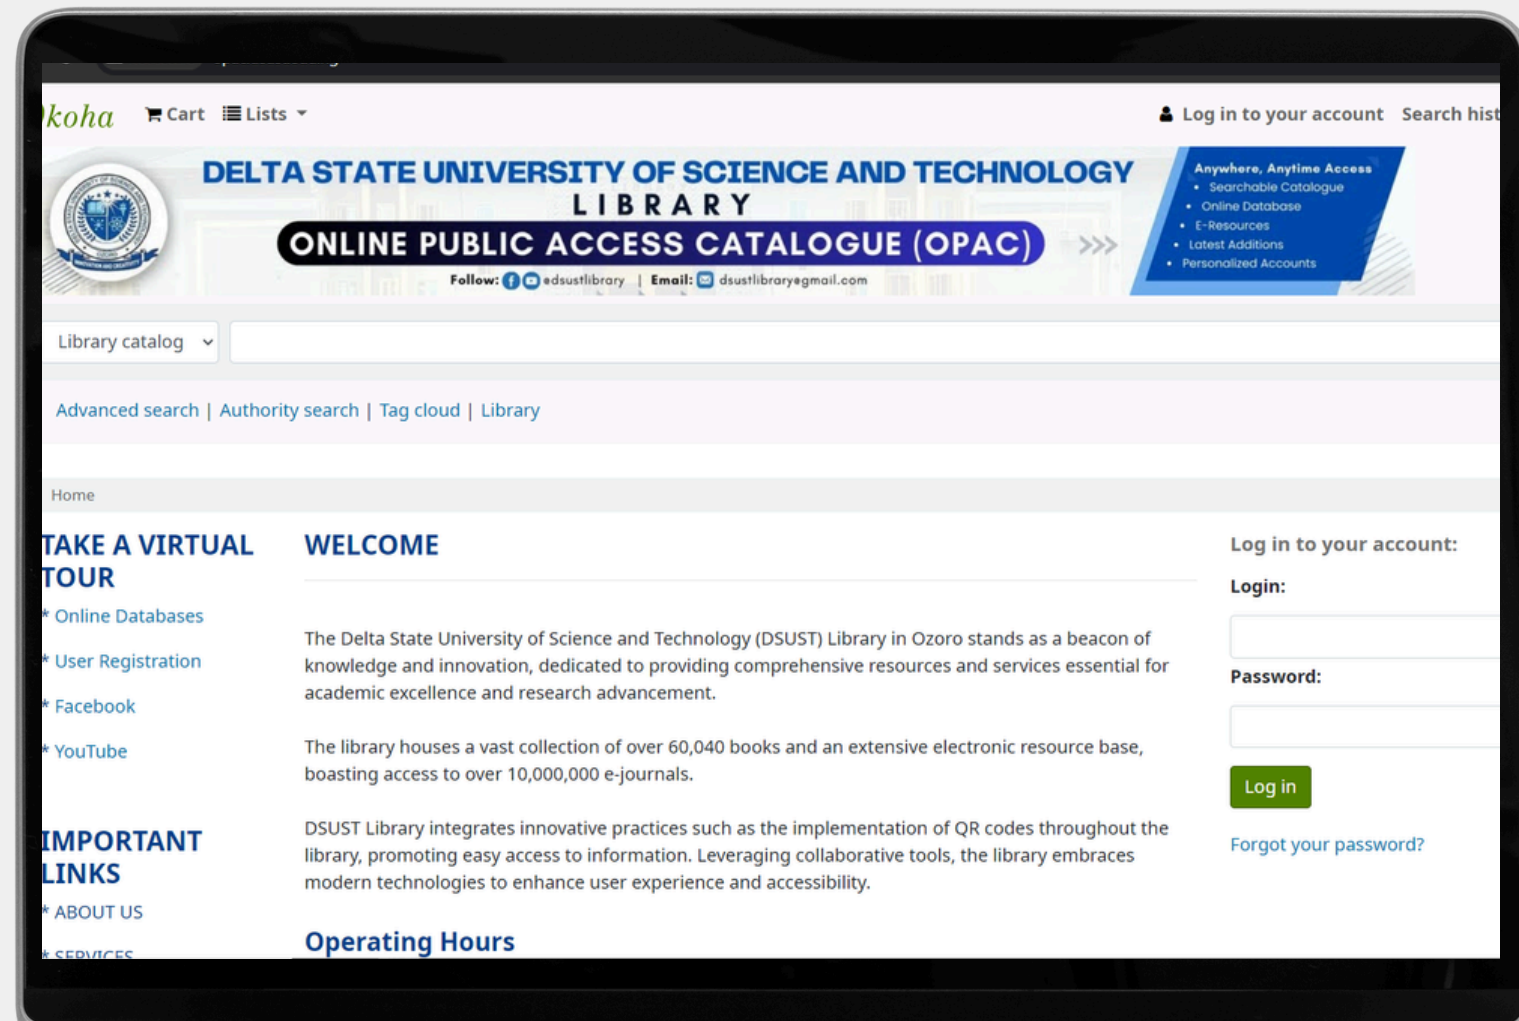 koha Cart Lists Log in to your account Search hist
DELTA STATE UNIVERSITY OF SCIENCE AND TECHNOLOGY
LIBRARY
ONLINE PUBLIC ACCESS CATALOGUE (OPAC) >>>
Follow: @dsustlibrary | Email: dsustlibrary@gmail.com
Anywhere, Anytime Access
• Searchable Catalogue
• Online Database
• E-Resources
• Latest Additions
• Personalized Accounts
Library catalog
Advanced search | Authority search | Tag cloud | Library
Home
TAKE A VIRTUAL
TOUR
* Online Databases
* User Registration
* Facebook
* YouTube
IMPORTANT
LINKS
* ABOUT US
* SERVICES
WELCOME
The Delta State University of Science and Technology (DSUST) Library in Ozoro stands as a beacon of
knowledge and innovation, dedicated to providing comprehensive resources and services essential for
academic excellence and research advancement.
The library houses a vast collection of over 60,040 books and an extensive electronic resource base,
boasting access to over 10,000,000 e-journals.
DSUST Library integrates innovative practices such as the implementation of QR codes throughout the
library, promoting easy access to information. Leveraging collaborative tools, the library embraces
modern technologies to enhance user experience and accessibility.
Operating Hours
Log in to your account:
Login:
Password:
Log in
Forgot your password?